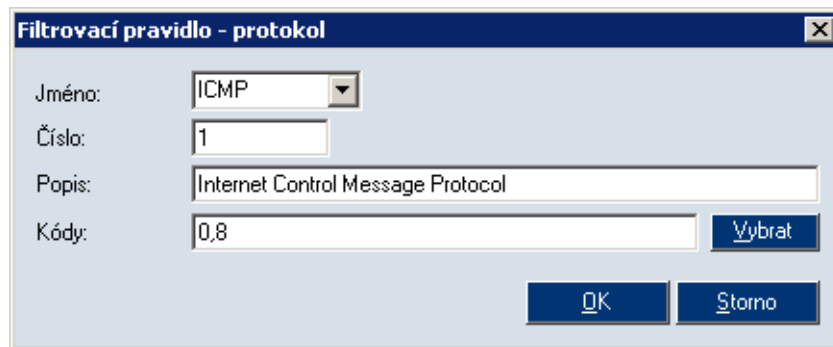 Filtrovací pravidlo - protokol
Jméno: ICMP
Číslo: 1
Popis: Internet Control Message Protocol
Kódy: 0,8 Vybrat
OK Storno